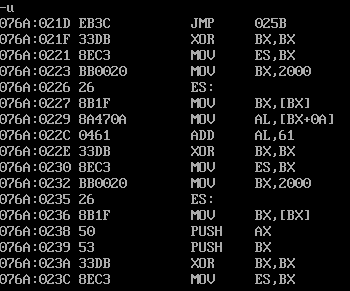 -u
076A:021D EB3C JMP 025B
076A:021F 33DB XOR BX,BX
076A:0221 8EC3 MOV ES,BX
076A:0223 BB0020 MOV BX,2000
076A:0226 26 ES:
076A:0227 8B1F MOV BX,[BX]
076A:0229 8A470A MOV AL,[BX+0A]
076A:022C 0461 ADD AL,61
076A:022E 33DB XOR BX,BX
076A:0230 8EC3 MOV ES,BX
076A:0232 BB0020 MOV BX,2000
076A:0235 26 ES:
076A:0236 8B1F MOV BX,[BX]
076A:0238 50 PUSH AX
076A:0239 53 PUSH BX
076A:023A 33DB XOR BX,BX
076A:023C 8EC3 MOV ES,BX